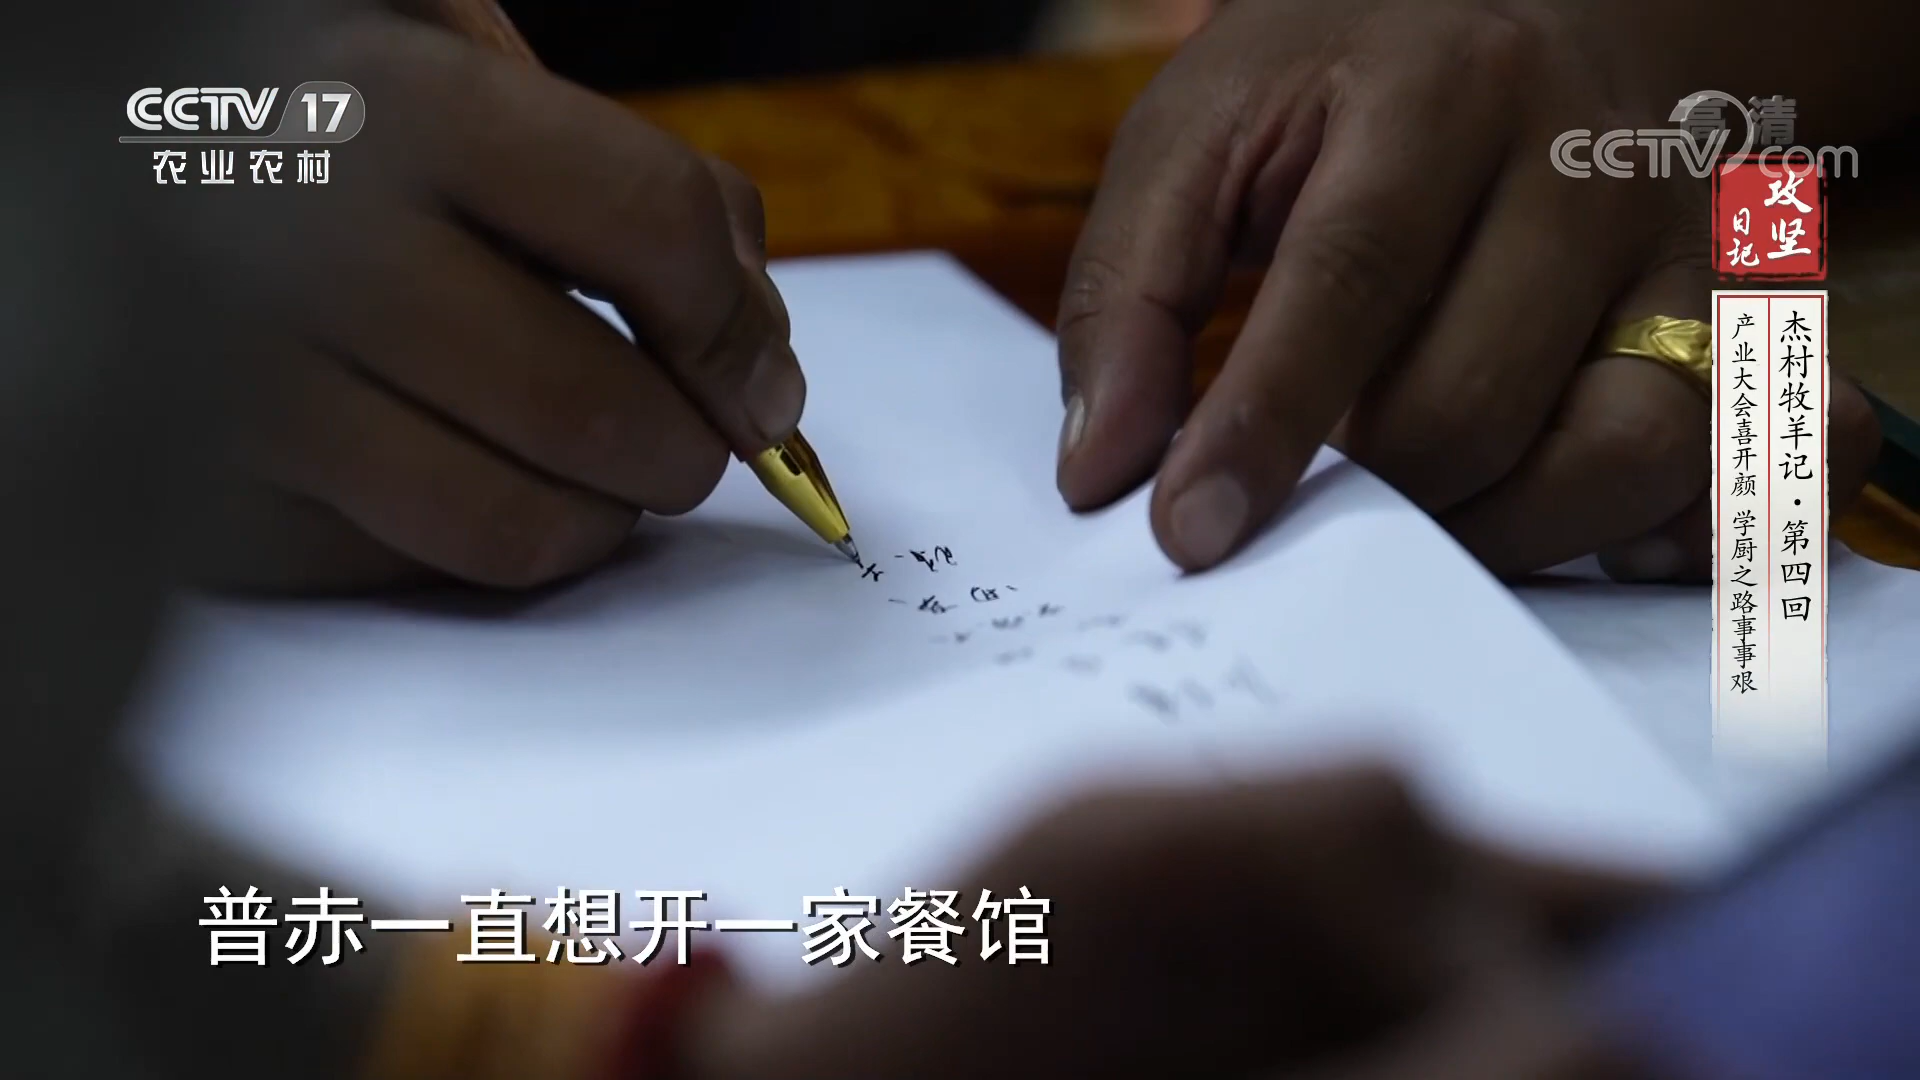 CCTV 17
农业农村
高清
CCTV.com
攻坚
日记
杰村牧羊记·第四回
产业大会喜开颜 学厨之路事事艰
普赤一直想开一家餐馆